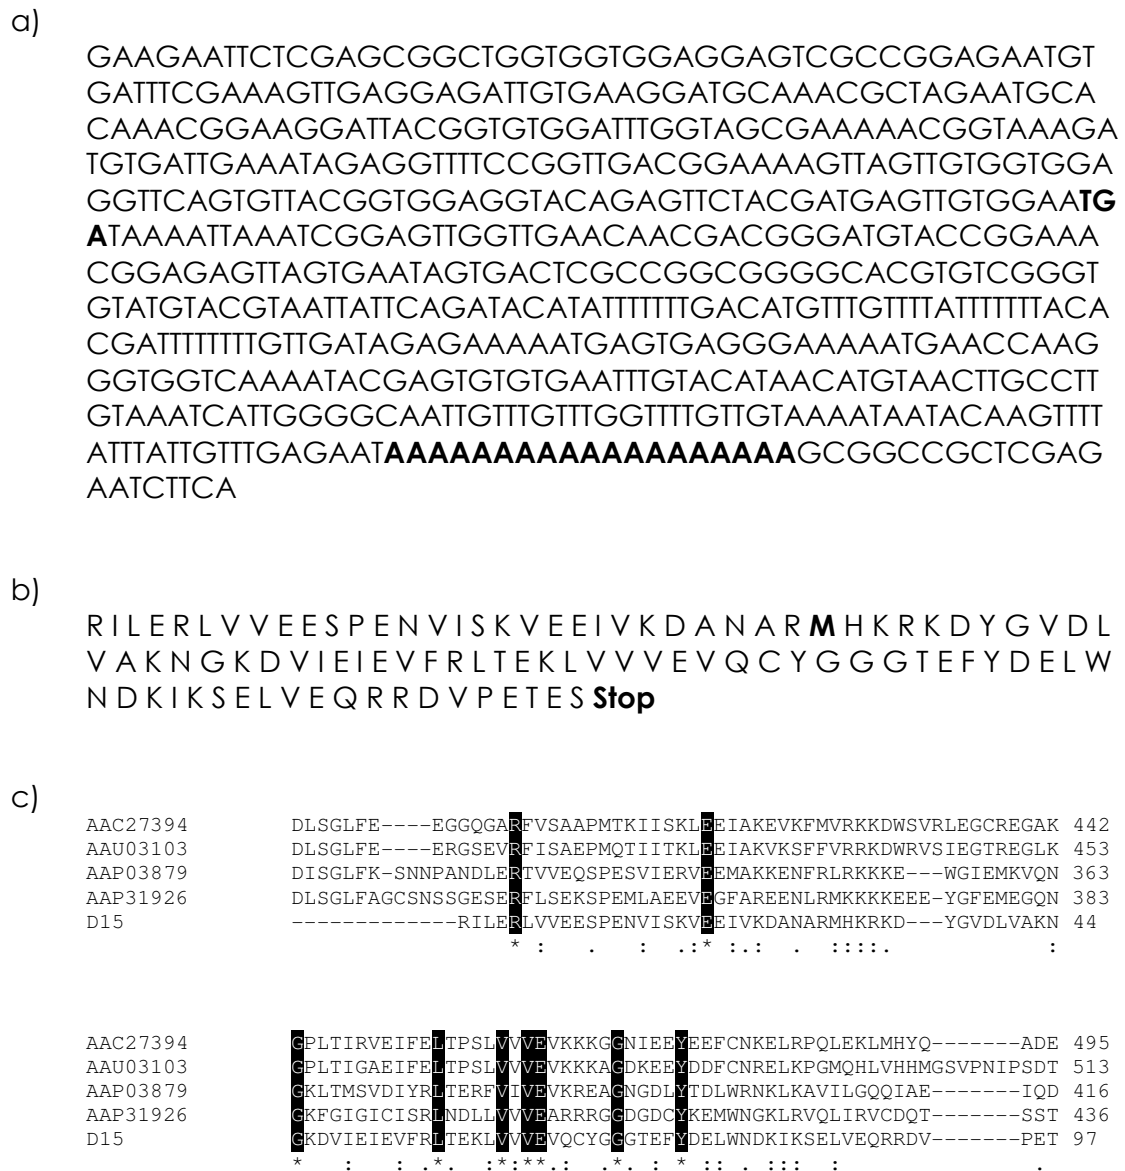 a)
GAAGAATTCTCGAGCGGCTGGTGGTGGAGGAGTCGCCGGAGAATGT
GATTTCGAAAGTTGAGGAGATTGTGAAGGATGCAAACGCTAGAATGCA
CAAACGGAAGGATTACGGTGTGGATTTGGTAGCGAAAAACGGTAAAGA
TGTGATTGAAATAGAGGTTTTCCGGTTGACGGAAAAGTTAGTTGTGGTGGA
GGTTCAGTGTTACGGTGGAGGTACAGAGTTCTACGATGAGTTGTGGAATG
ATAAAATTAAATCGGAGTTGGTTGAACAACGACGGGATGTACCGGAAA
CGGAGAGTTAGTGAATAGTGACTCGCCGGCGGGGCACGTGTCGGGT
GTATGTACGTAATTATTCAGATACATATTTTTTTGACATGTTTGTTTTATTTTTTTACA
CGATTTTTTTTGTTGATAGAGAAAAATGAGTGAGGGAAAAATGAACCAAG
GGTGGTCAAAATACGAGTGTGTGAATTTGTACATAACATGTAACTTGCCTT
GTAAATCATTGGGGCAATTGTTTGTTTGGTTTTGTTGTAAAATAATACAAGTTTT
ATTTATTGTTTGAGAATAAAAAAAAAAAAAAAAAAAGCGGCCGCTCGAG
AATCTTCA
b)
R I L E R L V V E E S P E N V I S K V E E I V K D A N A R M H K R K D Y G V D L
V A K N G K D V I E I E V F R L T E K L V V V E V Q C Y G G G T E F Y D E L W
N D K I K S E L V E Q R R D V P E T E S Stop
c)
AAC27394 DLSGLFE----EGGQGARFVSAAPMTKIISKLEEIAKEVKFMVRKKDWSVRLEGCREGAK 442
AAU03103 DLSGLFE----ERGSEVRFISAEPMQTIITKLEEIAKVKSFFVRRKDWRVSIEGTREGLK 453
AAP03879 DISGLFK-SNNPANDLERTVVEQSPESVIERVEEMAKKENFRLRKKKE---WGIEMKVQN 363
AAP31926 DLSGLFAGCSNSSGESERFLSEKSPEMLAEEVEGFAREENLRMKKKKEEE-YGFEMEGQN 383
D15 -------------RILERLVVEESPENVISKVEEIVKDANARMHKRKD---YGVDLVAKN 44
* : . : .:* :.: . ::::. :
AAC27394 GPLTIRVEIFELTPSLVVVEVKKKGGNIEEYEEFCNKELRPQLEKLMHYQ-------ADE 495
AAU03103 GPLTIGAEIFELTPSLVVVEVKKKAGDKEEYDDFCNRELKPGMQHLVHHMGSVPNIPSDT 513
AAP03879 GKLTMSVDIYRLTERFVIVEVKREAGNGDLYTDLWRNKLKAVILGQQIAE-------IQD 416
AAP31926 GKFGIGICISRLNDLLVVVEARRRGGDGDCYKEMWNGKLRVQLIRVCDQT-------SST 436
D15 GKDVIEIEVFRLTEKLVVVEVQCYGGGTEFYDELWNDKIKSELVEQRRDV-------PET 97
* : : .*. :*:**.: .*. : * :: . ::: : .